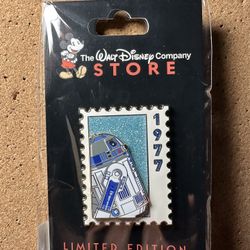 The WALT DISNEY Company
STORE
1977
LIMITED EDITION